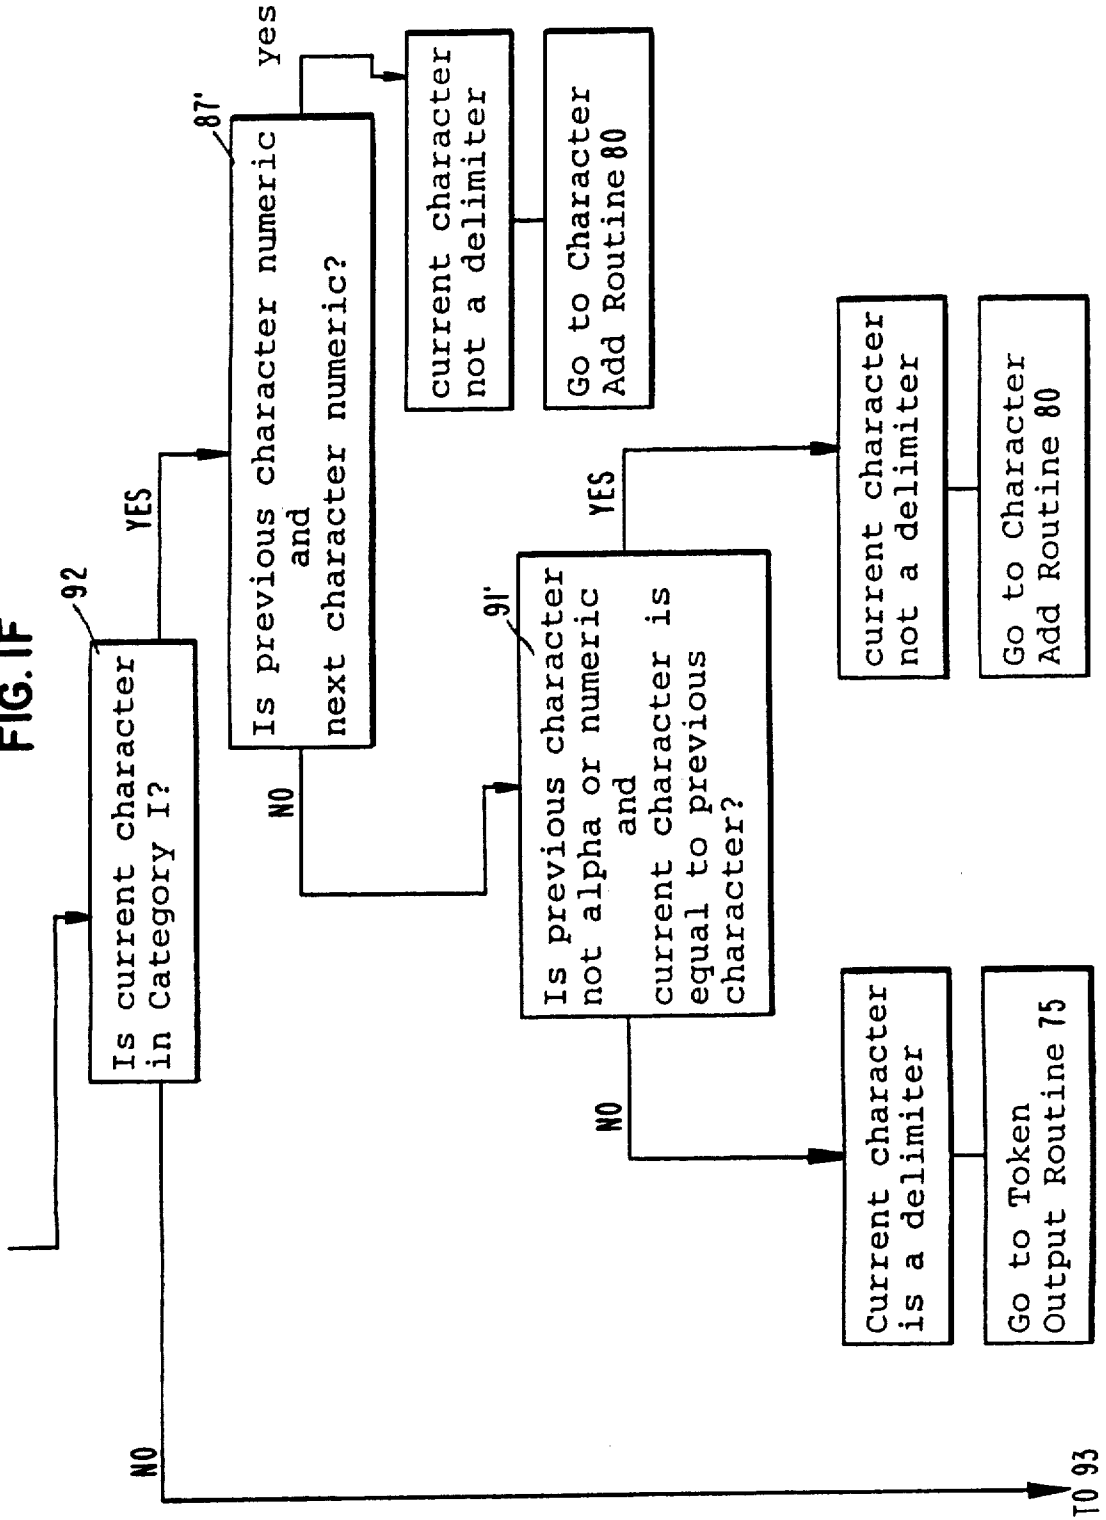 FIG. 1F
92
Is current character
in Category I?
YES
NO
87'
Is previous character numeric
and
next character numeric?
yes
NO
current character
not a delimiter
Go to Character
Add Routine 80
91'
Is previous character
not alpha or numeric
and
current character is
equal to previous
character?
YES
NO
current character
not a delimiter
Go to Character
Add Routine 80
Current character
is a delimiter
Go to Token
Output Routine 75
TO 93